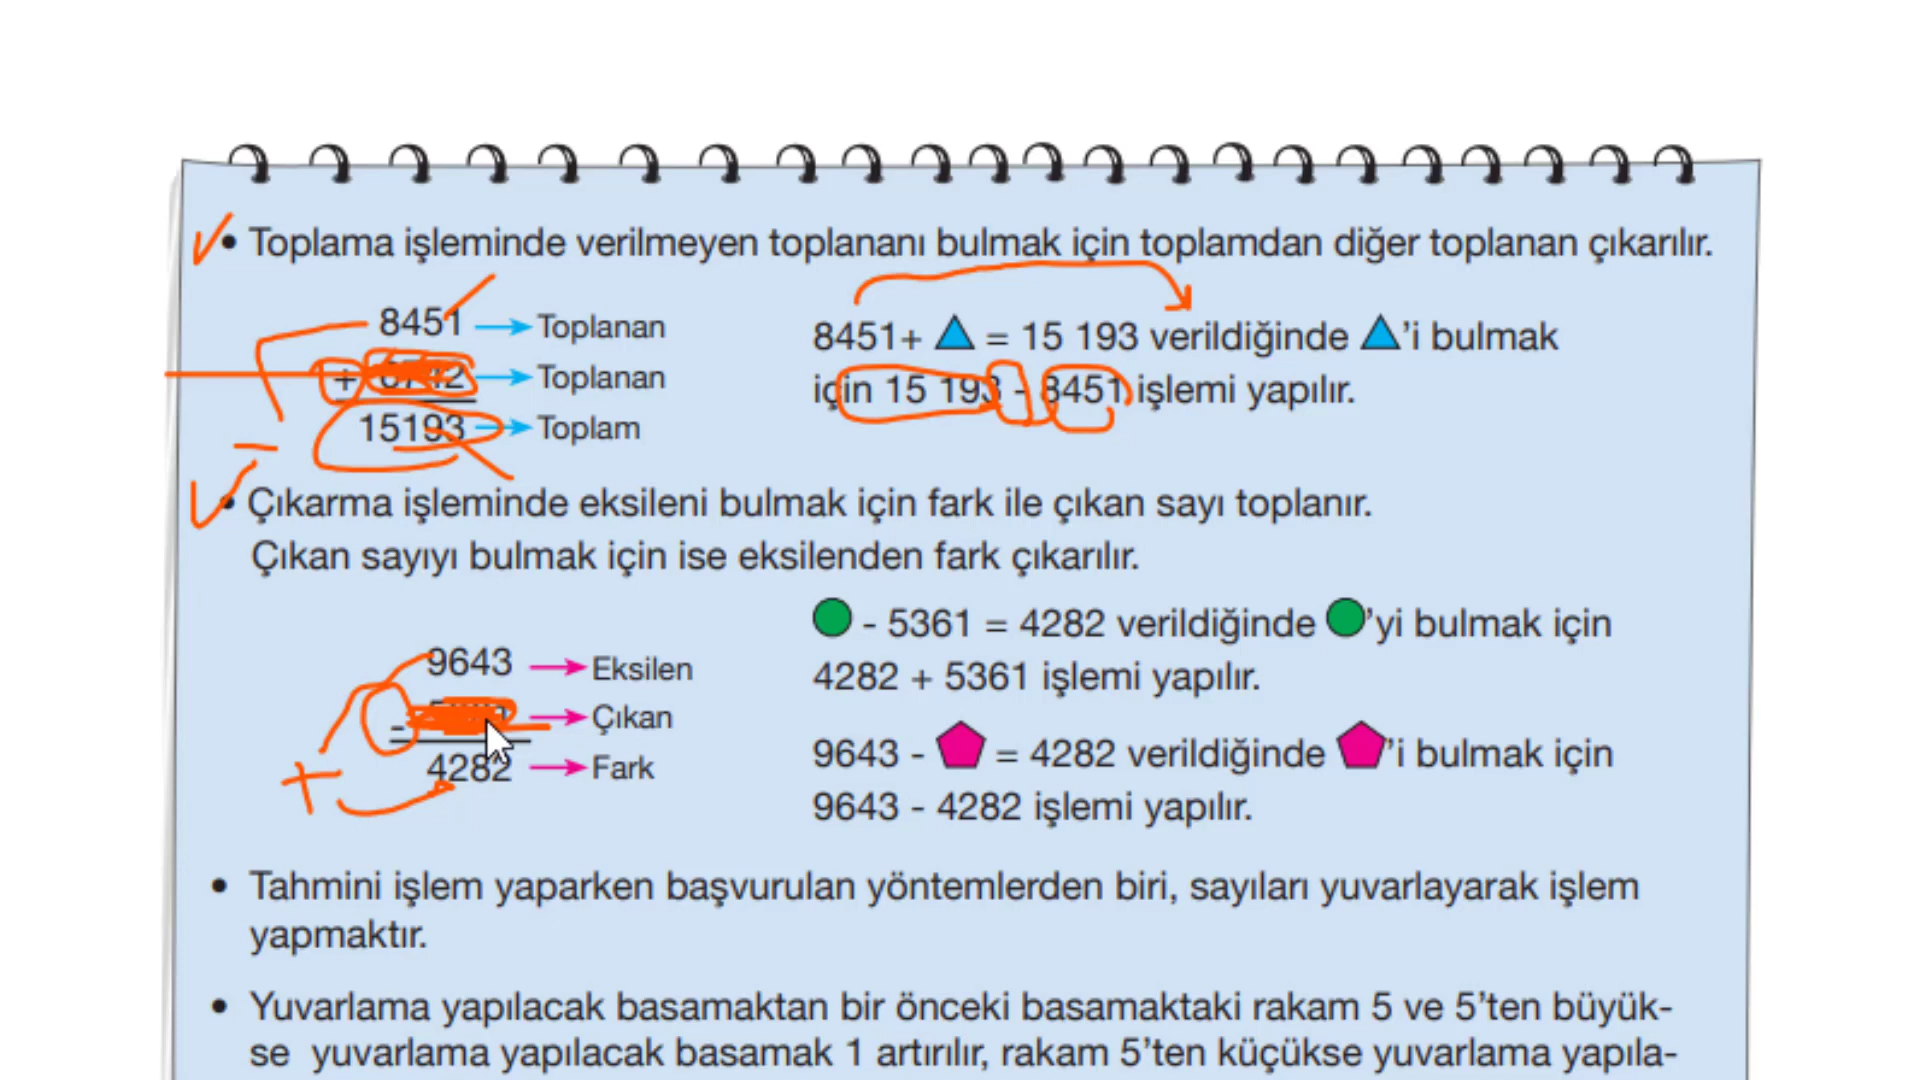 • Toplama işleminde verilmeyen toplananı bulmak için toplamdan diğer toplanan çıkarılır.
8451 → Toplanan
+ → Toplanan
15193 → Toplam
8451+ = 15 193 verildiğinde 'i bulmak
için 15 193 - 8451 işlemi yapılır.
• Çıkarma işleminde eksileni bulmak için fark ile çıkan sayı toplanır.
Çıkan sayıyı bulmak için ise eksilenden fark çıkarılır.
9643 → Eksilen
- → Çıkan
4282 → Fark
+
- 5361 = 4282 verildiğinde 'yi bulmak için
4282 + 5361 işlemi yapılır.
9643 - = 4282 verildiğinde 'i bulmak için
9643 - 4282 işlemi yapılır.
• Tahmini işlem yaparken başvurulan yöntemlerden biri, sayıları yuvarlayarak işlem
yapmaktır.
• Yuvarlama yapılacak basamaktan bir önceki basamaktaki rakam 5 ve 5'ten büyük-
se yuvarlama yapılacak basamak 1 artırılır, rakam 5'ten küçükse yuvarlama yapıla-